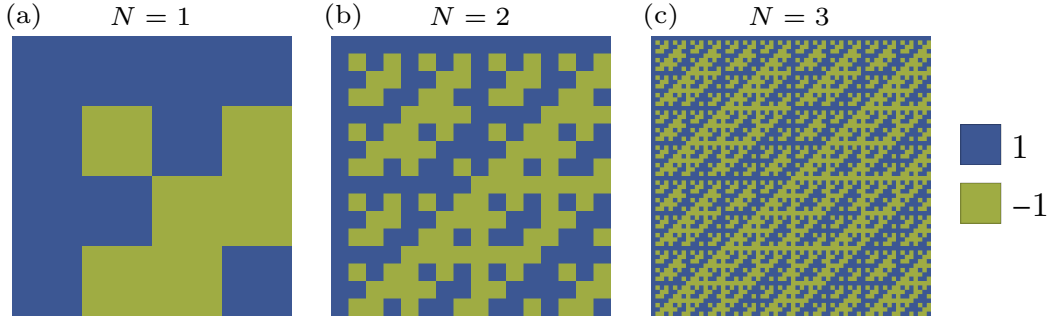 (a) N = 1
(b) N = 2
(c) N = 3
1
−1